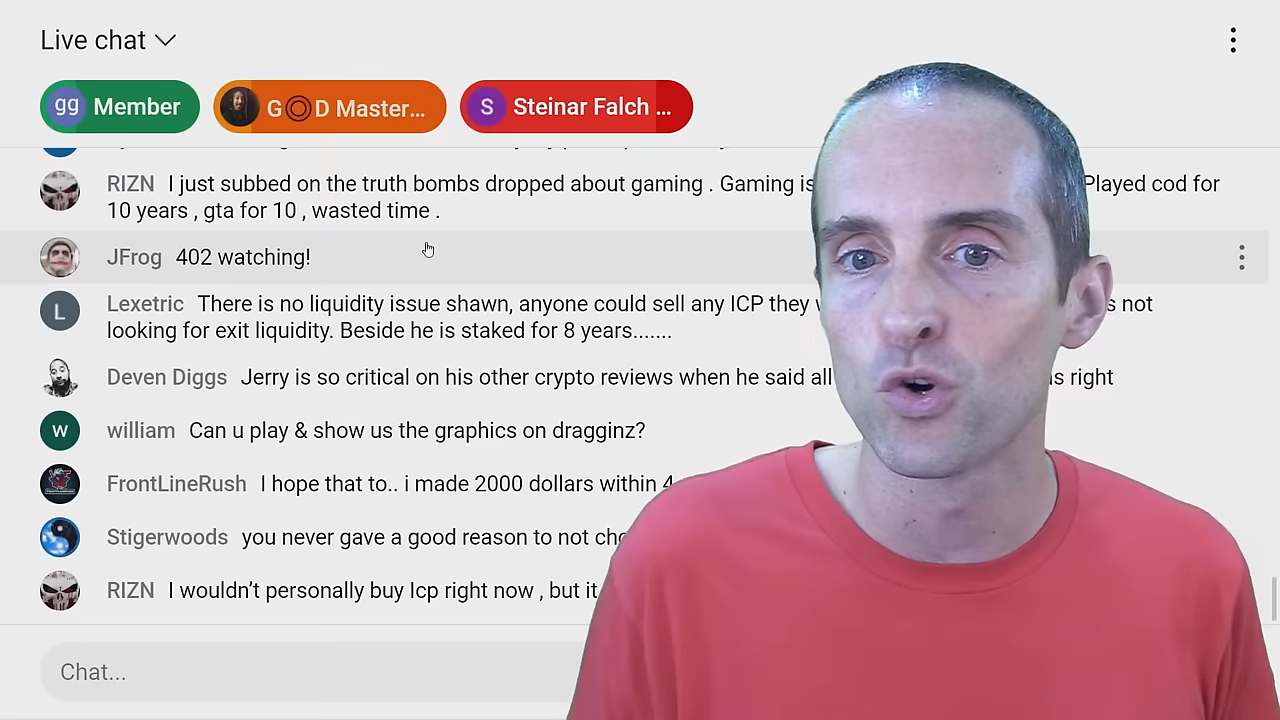 Live chat
gg Member
G D Master...
S Steinar Falch ...
RIZN I just subbed on the truth bombs dropped about gaming . Gaming is Played cod for
10 years , gta for 10 , wasted time .
JFrog 402 watching!
L Lexetric There is no liquidity issue shawn, anyone could sell any ICP they not
looking for exit liquidity. Beside he is staked for 8 years.......
Deven Diggs Jerry is so critical on his other crypto reviews when he said all right
w william Can u play & show us the graphics on dragginz?
FrontLineRush I hope that to.. i made 2000 dollars within 4
Stigerwoods you never gave a good reason to not
RIZN I wouldn't personally buy Icp right now , but it
Chat...